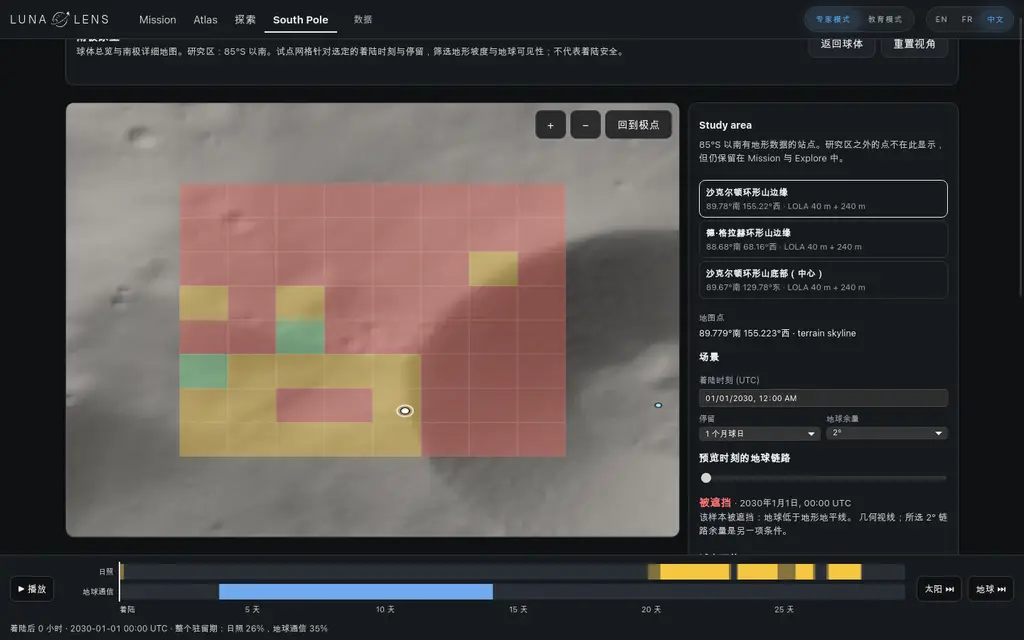 LUNA LENS
Mission
Atlas
探索
South Pole
数据
专家模式
教育模式
EN
FR
中文
球体总览与南极详细地图。研究区：85°S 以南。试点网格针对选定的着陆时刻与停留，筛选地形坡度与地球可见性；不代表着陆安全。
返回球体
重置视角
+
−
回到极点
Study area
85°S 以南有地形数据的站点。研究区之外的点不在此显示，
但仍保留在 Mission 与 Explore 中。
沙克尔顿环形山边缘
89.78°南 155.22°西 · LOLA 40 m + 240 m
德·格拉赫环形山边缘
88.68°南 68.16°西 · LOLA 40 m + 240 m
沙克尔顿环形山底部（中心）
89.67°南 129.78°东 · LOLA 40 m + 240 m
地图点
89.779°南 155.223°西 · terrain skyline
场景
着陆时刻 (UTC)
01/01/2030, 12:00 AM
停留
地球余量
1 个月球日
2°
预览时刻的地球链路
被遮挡 · 2030年1月1日, 00:00 UTC
该样本被遮挡：地球低于地形地平线。 几何视线；所选 2° 链
路余量是另一项条件。
▶ 播放
日照
地球通信
太阳 ⏭
地球 ⏭
着陆
5 天
10 天
15 天
20 天
25 天
着陆后 0 小时 · 2030-01-01 00:00 UTC · 整个驻留期：日照 26%，地球通信 35%